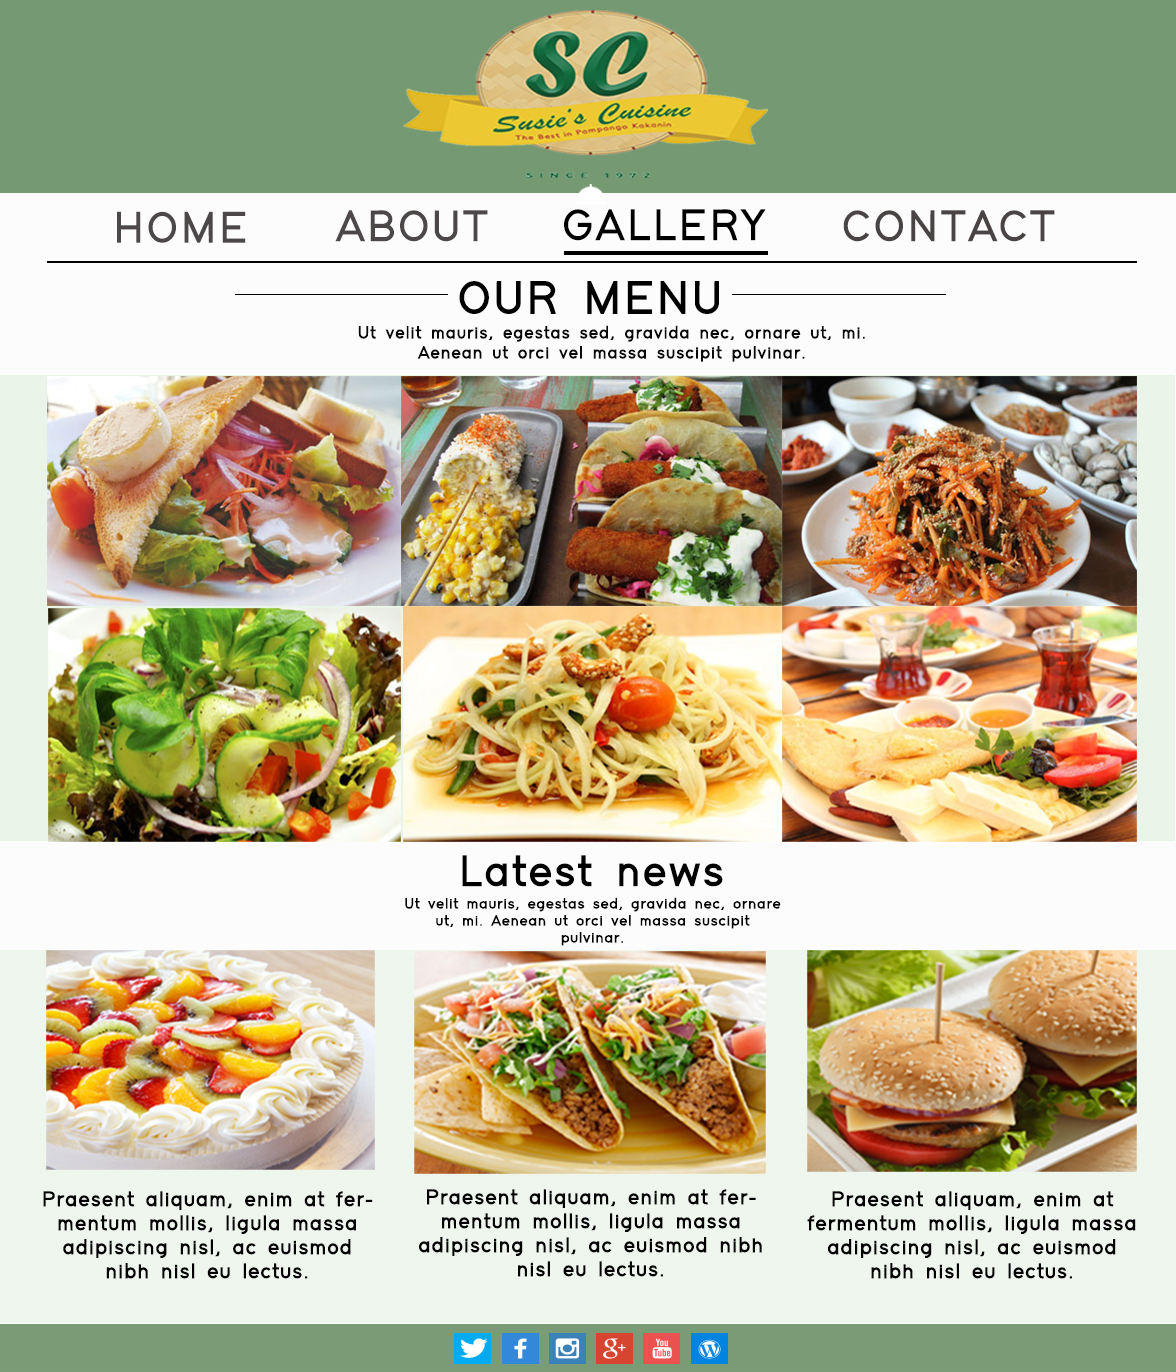 SC
Susie's Cuisine
The Best in Pampanga Kakanin
SINCE 1972
HOME ABOUT GALLERY CONTACT
OUR MENU
Ut velit mauris, egestas sed, gravida nec, ornare ut, mi.
Aenean ut orci vel massa suscipit pulvinar.
Latest news
Ut velit mauris, egestas sed, gravida nec, ornare
ut, mi. Aenean ut orci vel massa suscipit
pulvinar.
Praesent aliquam, enim at fer-
mentum mollis, ligula massa
adipiscing nisl, ac euismod
nibh nisl eu lectus.
Praesent aliquam, enim at fer-
mentum mollis, ligula massa
adipiscing nisl, ac euismod nibh
nisl eu lectus.
Praesent aliquam, enim at
fermentum mollis, ligula massa
adipiscing nisl, ac euismod
nibh nisl eu lectus.
f g+ You Tube W